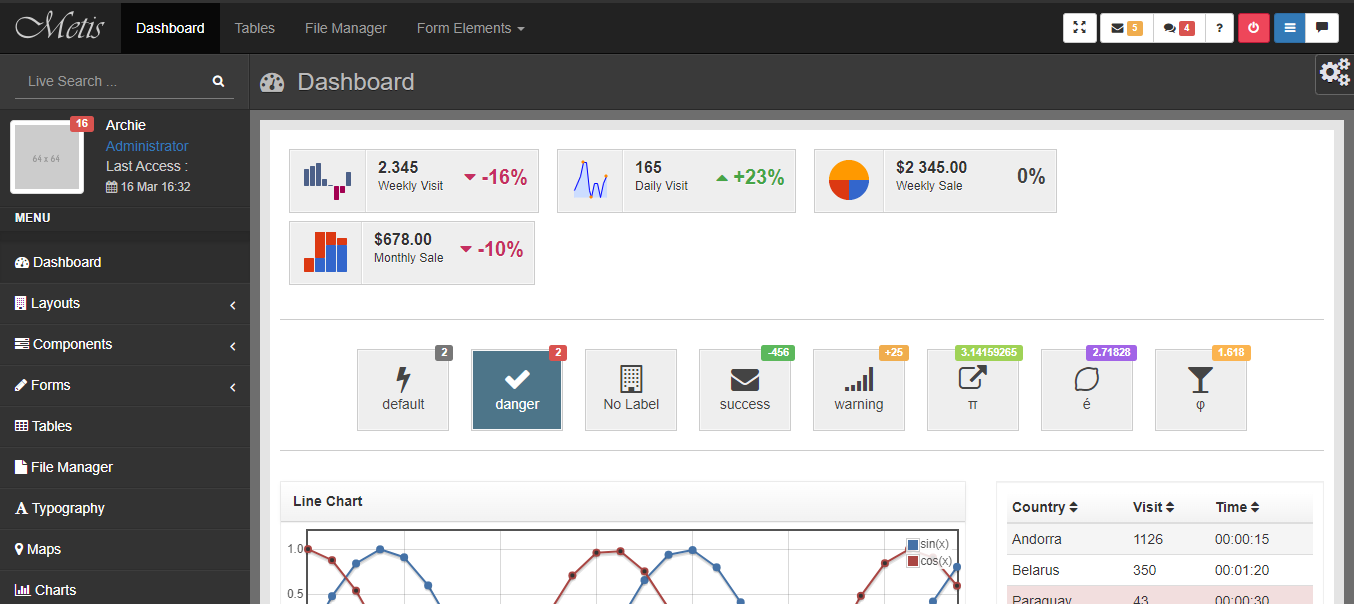 Metis
Dashboard
Tables
File Manager
Form Elements
5
4
?
Live Search ...
Dashboard
64 x 64
16
Archie
Administrator
Last Access :
16 Mar 16:32
MENU
Dashboard
Layouts
Components
Forms
Tables
File Manager
Typography
Maps
Charts
2.345
Weekly Visit
-16%
165
Daily Visit
+23%
$2 345.00
Weekly Sale
0%
$678.00
Monthly Sale
-10%
2
default
2
danger
No Label
-456
success
+25
warning
3.14159265
π
2.71828
é
1.618
φ
Line Chart
1.0
0.5
sin(x)
cos(x)
Country Visit Time
Andorra 1126 00:00:15
Belarus 350 00:01:20
Paraguay 43 00:00:30